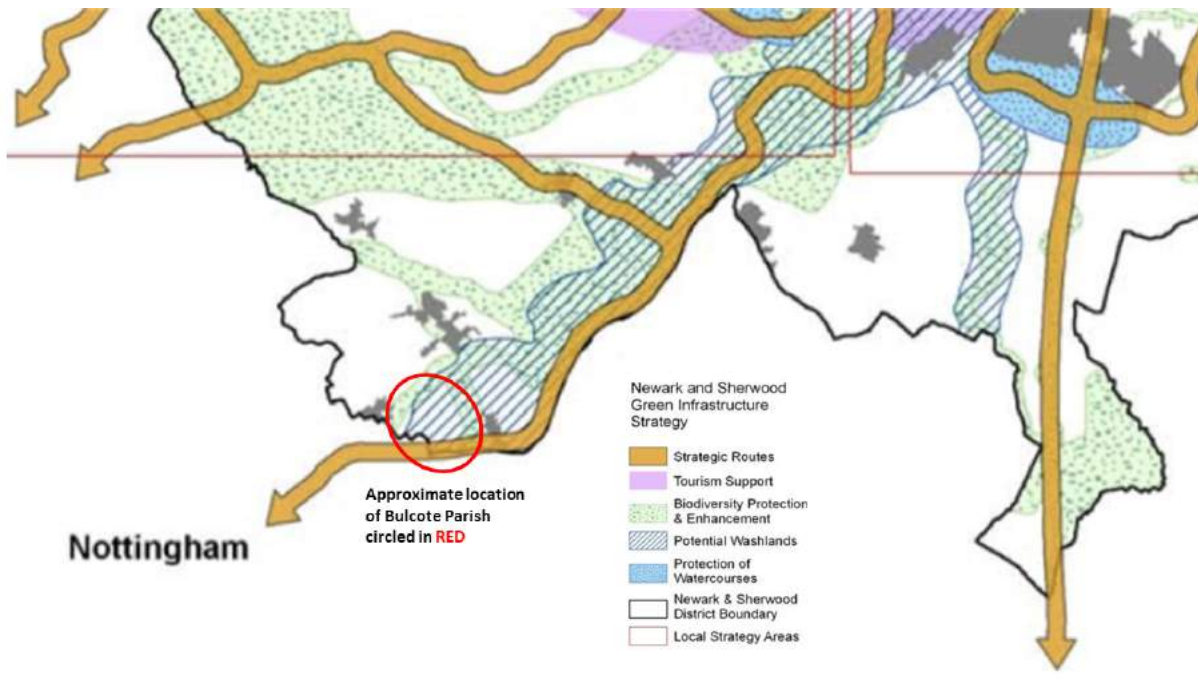 Newark and Sherwood
Green Infrastructure
Strategy
Strategic Routes
Tourism Support
Biodiversity Protection
& Enhancement
Potential Washlands
Protection of
Watercourses
Newark & Sherwood
District Boundary
Local Strategy Areas
Approximate location
of Bulcote Parish
circled in RED
Nottingham